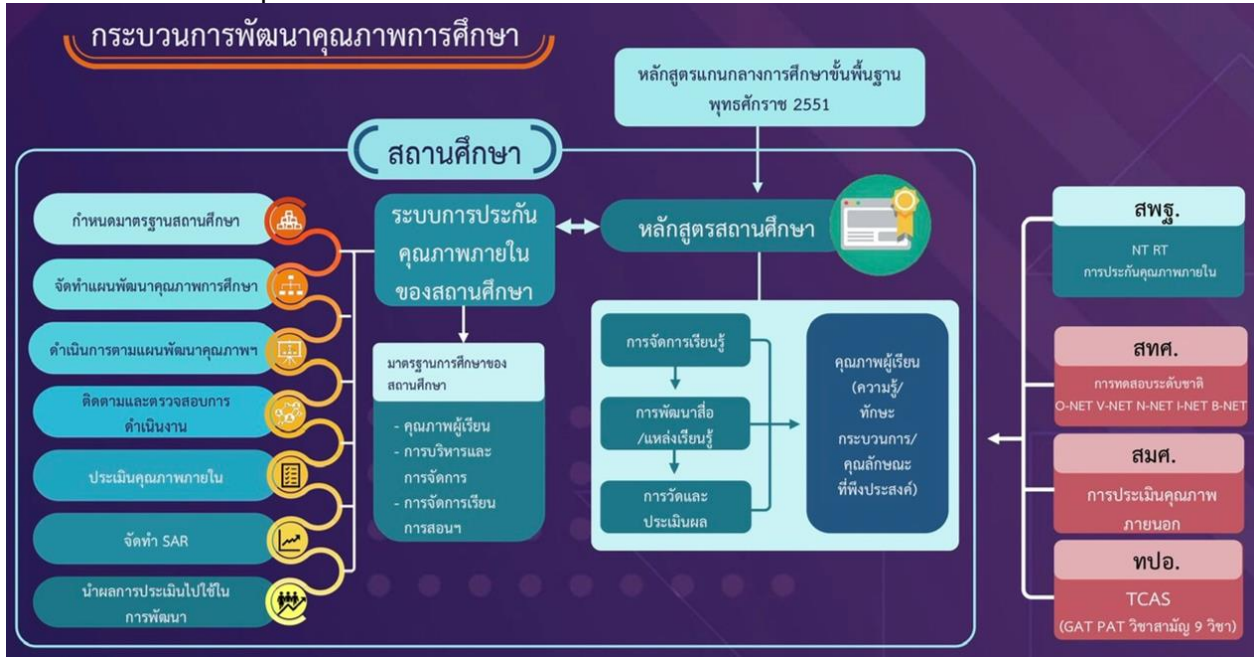 กระบวนการพัฒนาคุณภาพการศึกษา
หลักสูตรแกนกลางการศึกษาขั้นพื้นฐาน
พุทธศักราช 2551
สถานศึกษา
กำหนดมาตรฐานสถานศึกษา
จัดทำแผนพัฒนาคุณภาพการศึกษา
ดำเนินการตามแผนพัฒนาคุณภาพฯ
ติดตามและตรวจสอบการ
ดำเนินงาน
ประเมินคุณภาพภายใน
จัดทำ SAR
นำผลการประเมินไปใช้ใน
การพัฒนา
ระบบการประกัน
คุณภาพภายใน
ของสถานศึกษา
มาตรฐานการศึกษาของ
สถานศึกษา
- คุณภาพผู้เรียน
- การบริหารและ
การจัดการ
- การจัดการเรียน
การสอนฯ
หลักสูตรสถานศึกษา
การจัดการเรียนรู้
การพัฒนาสื่อ
/แหล่งเรียนรู้
การวัดและ
ประเมินผล
คุณภาพผู้เรียน
(ความรู้/
ทักษะ
กระบวนการ/
คุณลักษณะ
ที่พึงประสงค์)
สพฐ.
NT RT
การประกันคุณภาพภายใน
สทศ.
การทดสอบระดับชาติ
O-NET V-NET N-NET I-NET B-NET
สมศ.
การประเมินคุณภาพ
ภายนอก
ทปอ.
TCAS
(GAT PAT วิชาสามัญ 9 วิชา)